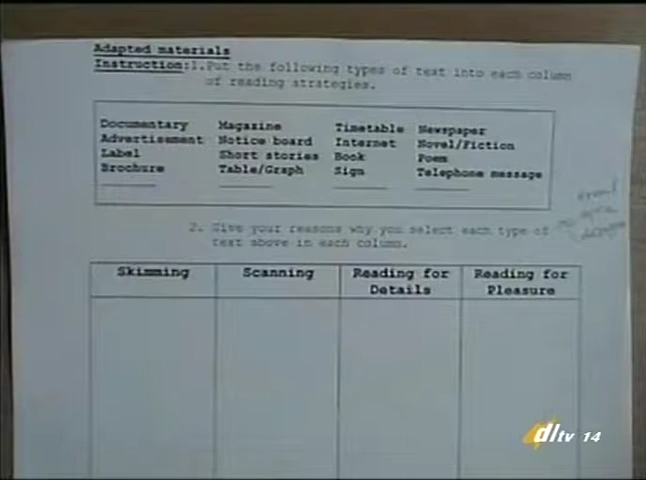 Adapted materials
Instruction:1.Put the following types of text into each column
of reading strategies.
Documentary Magazine Timetable Newspaper
Advertisement Notice board Internet Novel/Fiction
Label Short stories Book Poem
Brochure Table/Graph Sign Telephone message
2. Give your reasons why you select each type of
text above in each column.
Skimming Scanning Reading for Details Reading for Pleasure
dltv 14